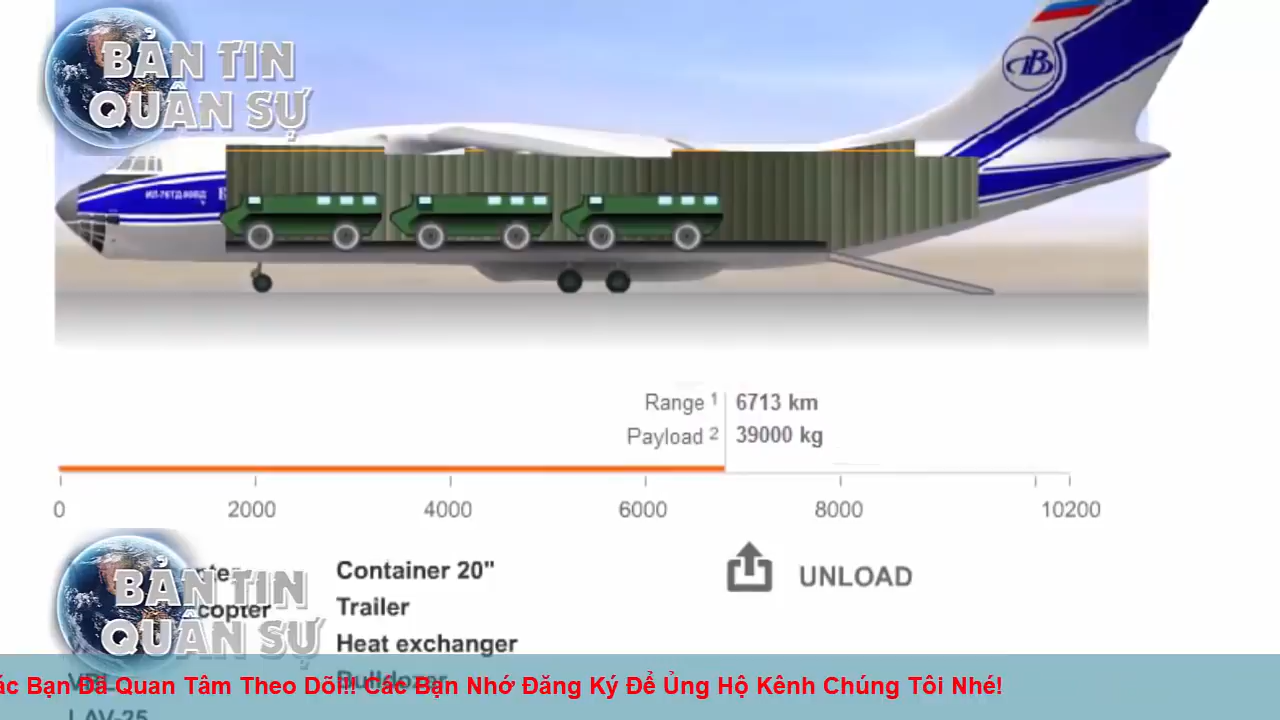 BẢN TIN
QUÂN SỰ
ИЛ-76ТД-90ВД
Range 1 6713 km
Payload 2 39000 kg
0 2000 4000 6000 8000 10200
Container 20"
UNLOAD
BẢN TIN
copter Trailer
QUÂN SỰ
Heat exchanger
Bulldozer
ác Bạn Đã Quan Tâm Theo Dõi!! Các Bạn Nhớ Đăng Ký Để Ủng Hộ Kênh Chúng Tôi Nhé!
LAV-25